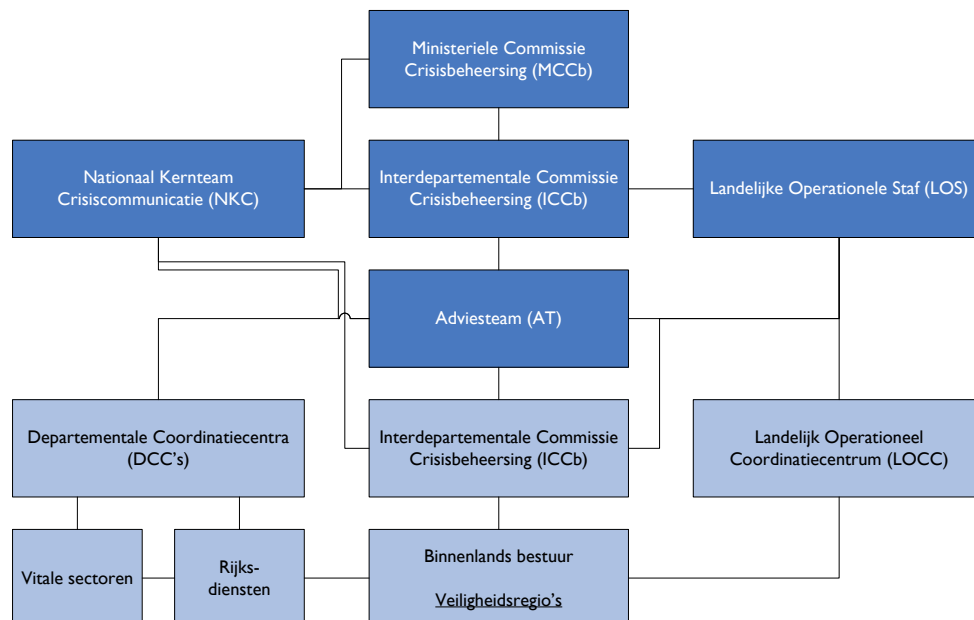 Ministeriele Commissie
Crisisbeheersing (MCCb)
Nationaal Kernteam
Crisiscommunicatie (NKC)
Interdepartementale Commissie
Crisisbeheersing (ICCb)
Landelijke Operationele Staf (LOS)
Adviesteam (AT)
Departementale Coordinatiecentra
(DCC's)
Interdepartementale Commissie
Crisisbeheersing (ICCb)
Landelijk Operationeel
Coordinatiecentrum (LOCC)
Vitale sectoren
Rijks-
diensten
Binnenlands bestuur
Veiligheidsregio's